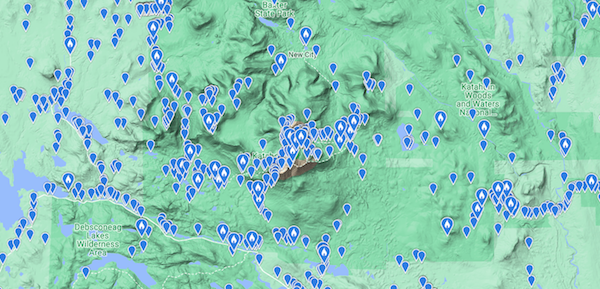 Baxter
State Park
New City
Katahdin
Woods
and Waters
National...
Debsconeag
Lakes
Wilderness
Area